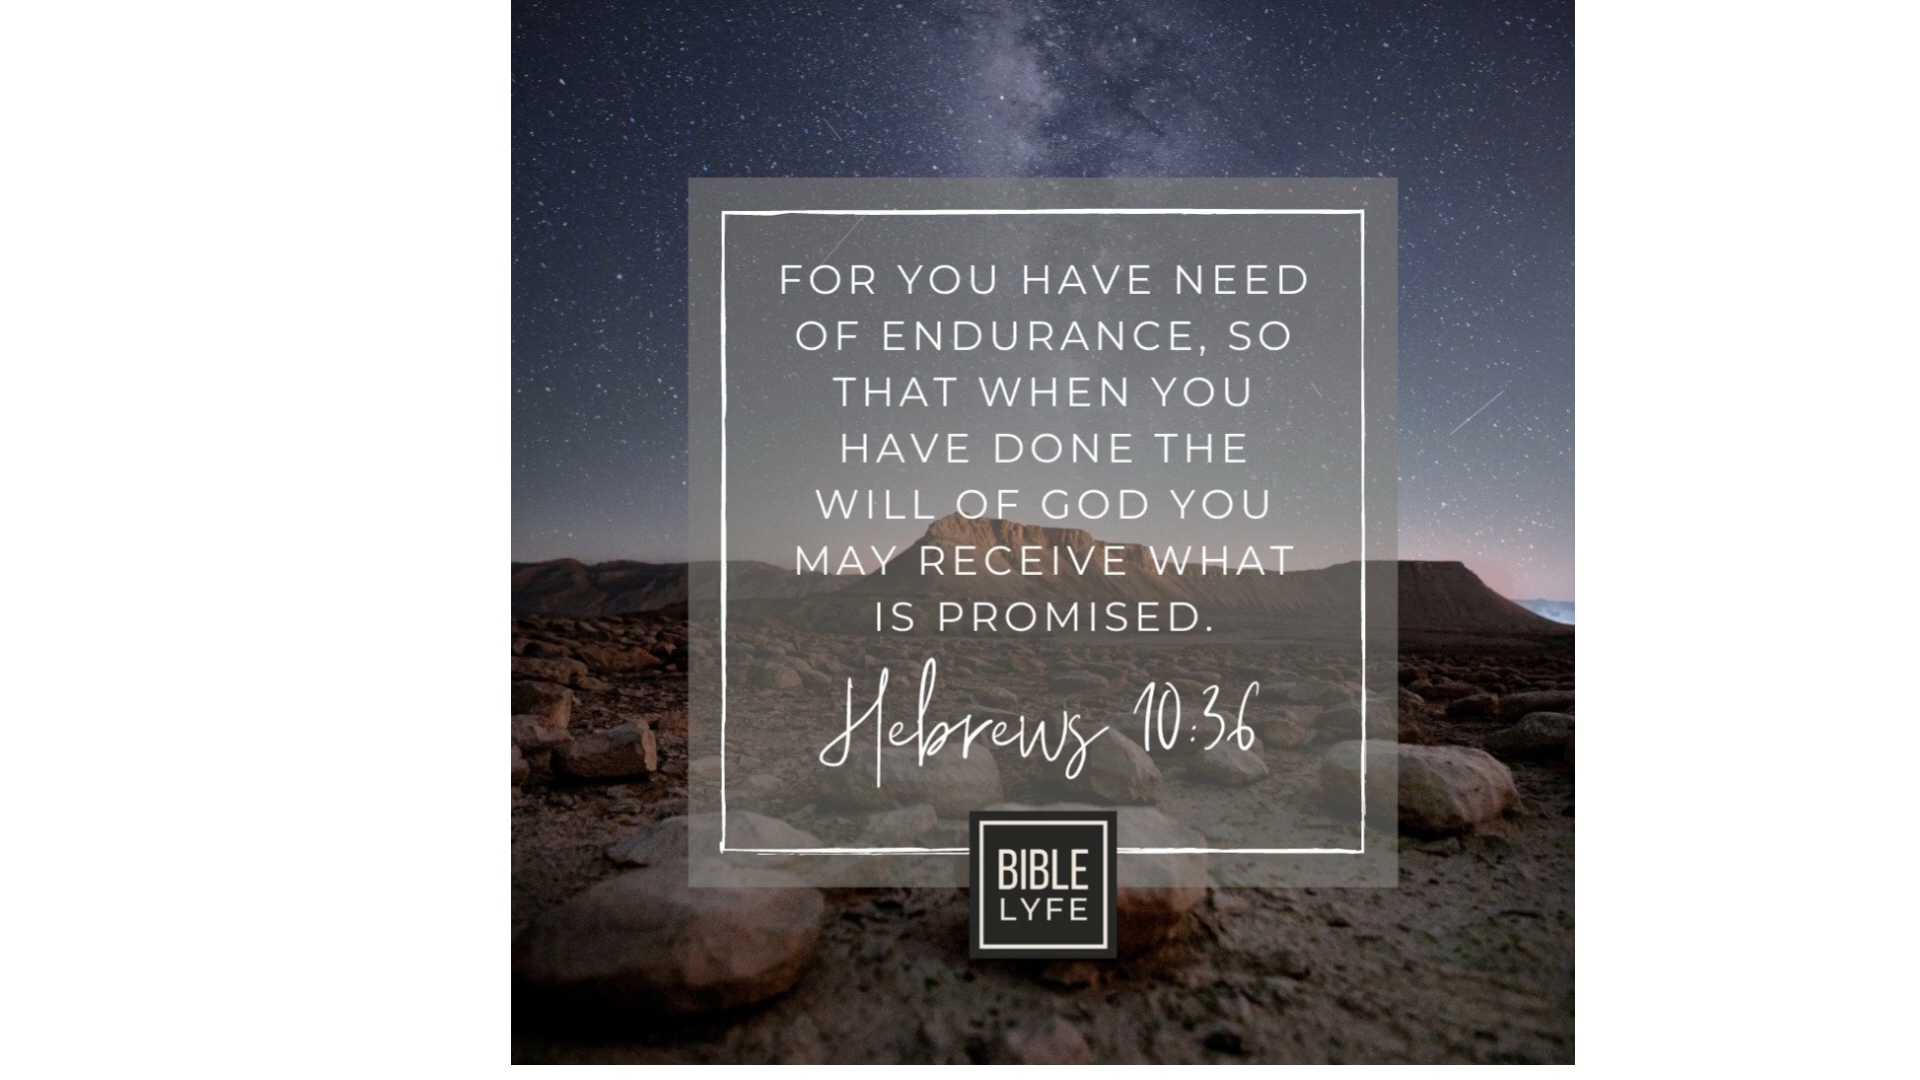 FOR YOU HAVE NEED
OF ENDURANCE, SO
THAT WHEN YOU
HAVE DONE THE
WILL OF GOD YOU
MAY RECEIVE WHAT
IS PROMISED.
Hebrews 10:36
BIBLE
LYFE